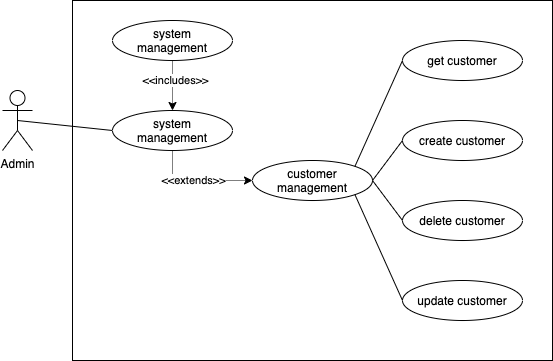 system
management
<<includes>>
system
management
Admin
<<extends>>
customer
management
get customer
create customer
delete customer
update customer